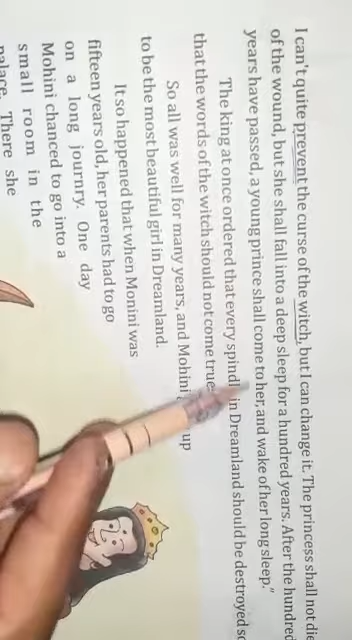 I can't quite prevent the curse of the witch, but I can change it. The princess shall not die
of the wound, but she shall fall into a deep sleep for a hundred years. After the hundred
years have passed, a young prince shall come to her, and wake of her long sleep."
The king at once ordered that every spindl in Dreamland should be destroyed so
that the words of the witch should not come true.
So all was well for many years, and Mohini up
to be the most beautiful girl in Dreamland.
It so happened that when Monini was
fifteen years old, her parents had to go
on a long journry. One day
Mohini chanced to go into a
small room in the
palace. There she